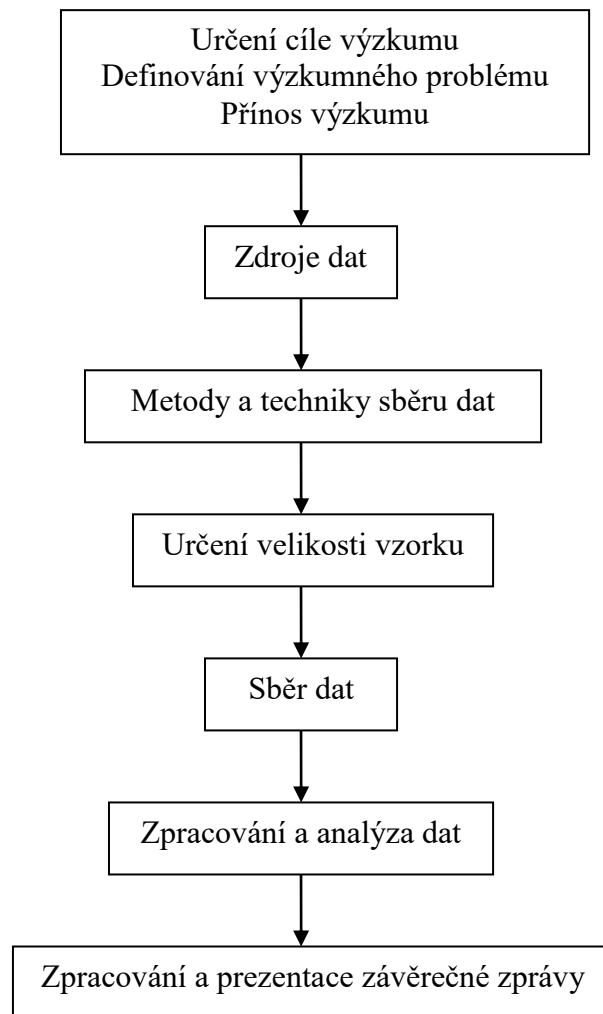 Určení cíle výzkumu
Definování výzkumného problému
Přínos výzkumu
Zdroje dat
Metody a techniky sběru dat
Určení velikosti vzorku
Sběr dat
Zpracování a analýza dat
Zpracování a prezentace závěrečné zprávy